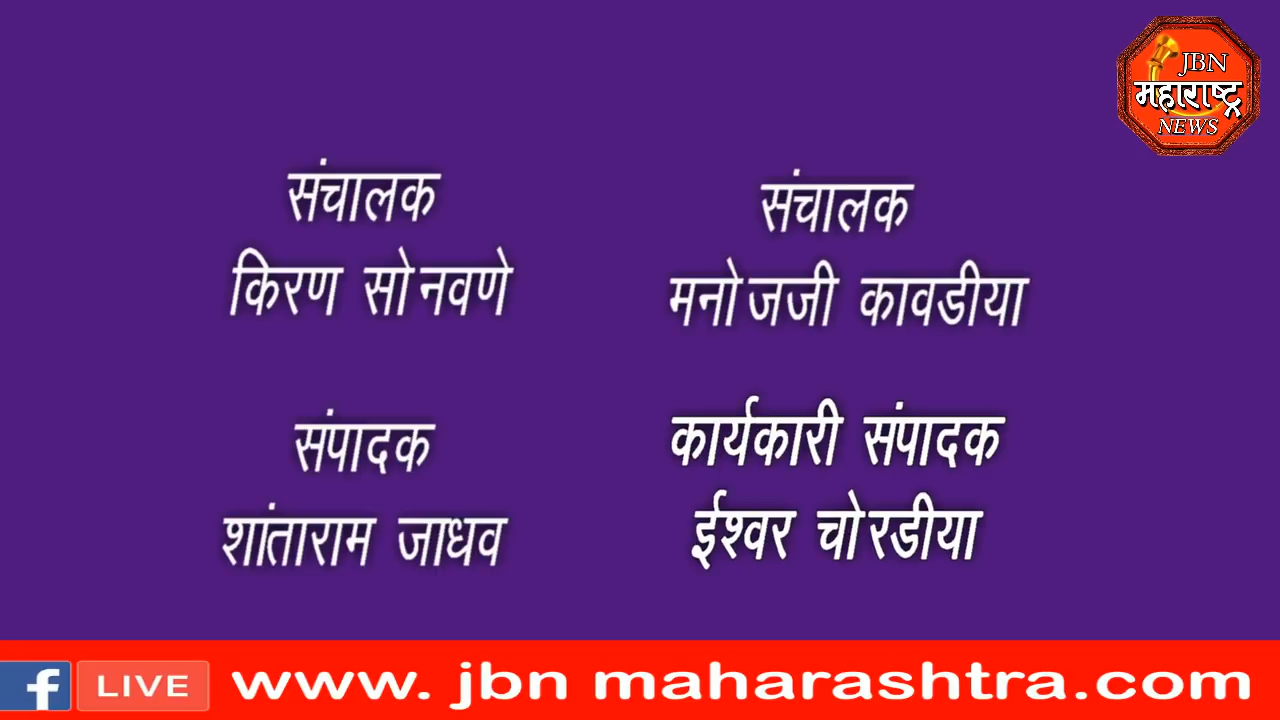 JBN
महाराष्ट्र
NEWS
संचालक
किरण सोनवणे
संचालक
मनोजजी कावडीया
संपादक
शांताराम जाधव
कार्यकारी संपादक
ईश्वर चोरडीया
f LIVE www. jbn maharashtra.com